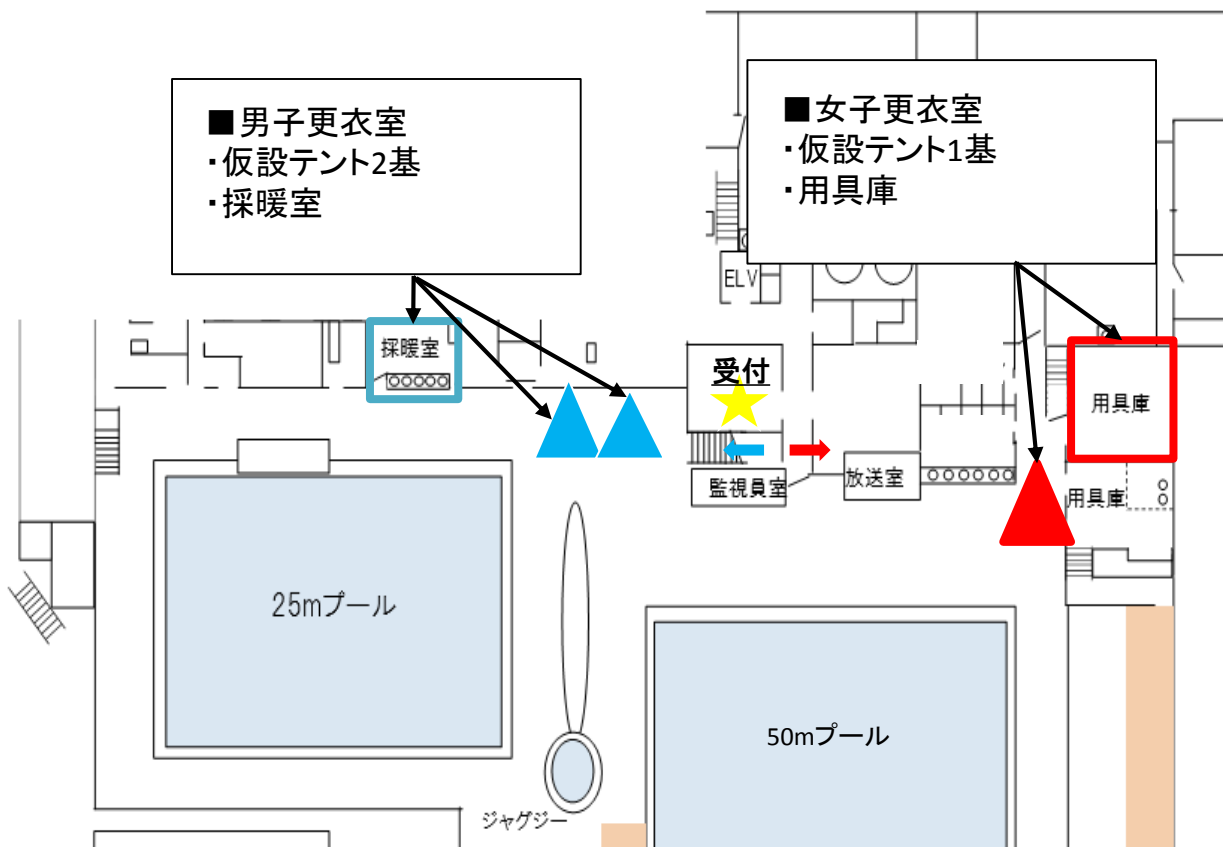 ■男子更衣室
・仮設テント2基
・採暖室
■女子更衣室
・仮設テント1基
・用具庫
ELV
採暖室
受付
用具庫
監視員室
放送室
用具庫
25mプール
50mプール
ジャグジー